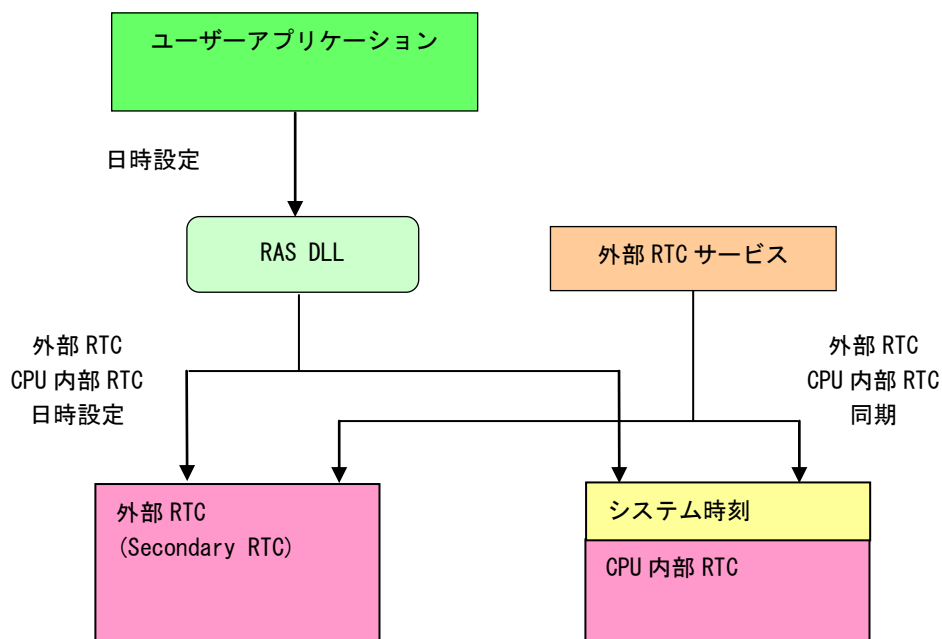 ユーザーアプリケーション
日時設定
RAS DLL
外部 RTC サービス
外部 RTC
CPU 内部 RTC
日時設定
外部 RTC
CPU 内部 RTC
同期
外部 RTC
(Secondary RTC)
システム時刻
CPU 内部 RTC